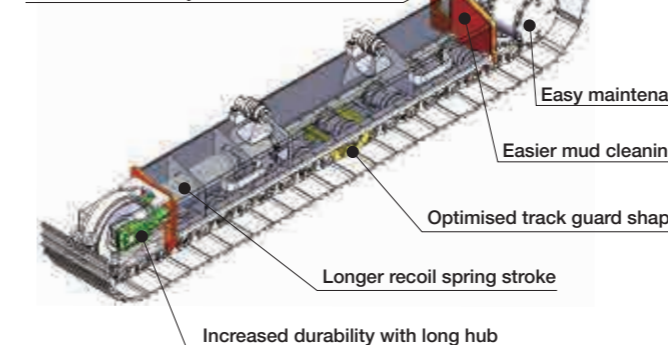 Easy maintena
Easier mud cleanin
Optimised track guard shap
Longer recoil spring stroke
Increased durability with long hub